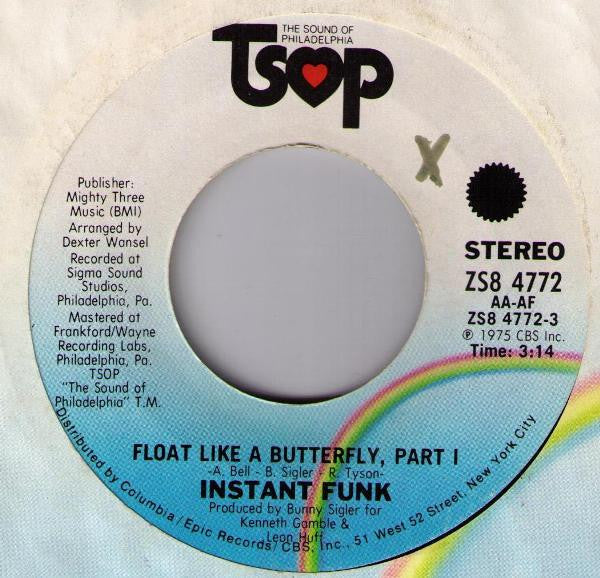 THE SOUND OF
PHILADELPHIA
TSOP
X
Publisher:
Mighty Three
Music (BMI)
Arranged by
Dexter Wansel
Recorded at
Sigma Sound
Studios,
Philadelphia, Pa.
Mastered at
Frankford/Wayne
Recording Labs,
Philadelphia, Pa.
TSOP
"The Sound of
Philadelphia" T.M.
STEREO
ZS8 4772
AA-AF
ZS8 4772-3
℗ 1975 CBS Inc.
Time: 3:14
FLOAT LIKE A BUTTERFLY, PART I
-A. Bell - B. Sigler - R. Tyson-
INSTANT FUNK
Produced by Bunny Sigler for
Kenneth Gamble &
Leon Huff
Distributed by Columbia/Epic Records/CBS, Inc., 51 West 52 Street, New York City